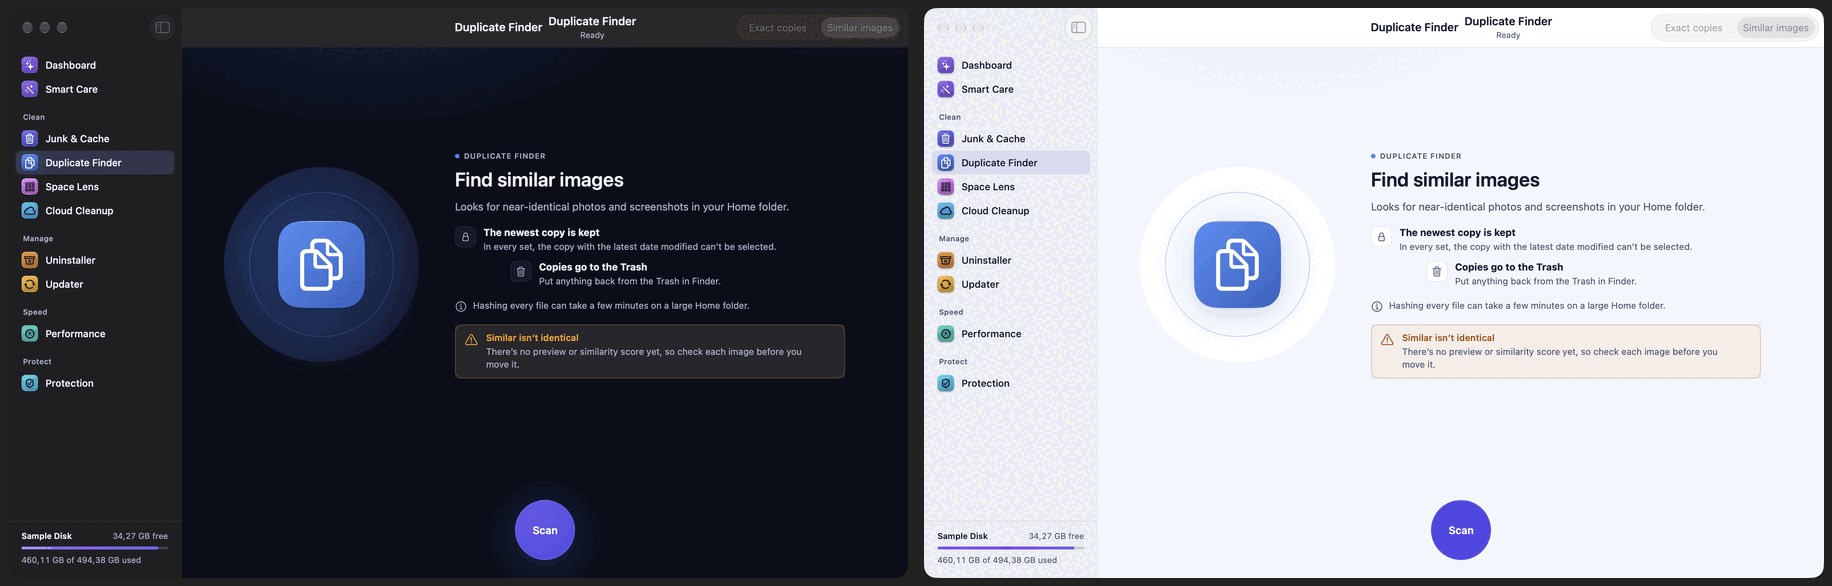 Duplicate Finder
Duplicate Finder
Ready
Exact copies
Similar images
Dashboard
Smart Care
Clean
Junk & Cache
Duplicate Finder
Space Lens
Cloud Cleanup
Manage
Uninstaller
Updater
Speed
Performance
Protect
Protection
Sample Disk
34,27 GB free
460,11 GB of 494,38 GB used
DUPLICATE FINDER
Find similar images
Looks for near-identical photos and screenshots in your Home folder.
The newest copy is kept
In every set, the copy with the latest date modified can’t be selected.
Copies go to the Trash
Put anything back from the Trash in Finder.
Hashing every file can take a few minutes on a large Home folder.
Similar isn’t identical
There’s no preview or similarity score yet, so check each image before you
move it.
Scan
Duplicate Finder
Duplicate Finder
Ready
Exact copies
Similar images
Dashboard
Smart Care
Clean
Junk & Cache
Duplicate Finder
Space Lens
Cloud Cleanup
Manage
Uninstaller
Updater
Speed
Performance
Protect
Protection
Sample Disk
34,27 GB free
460,11 GB of 494,38 GB used
DUPLICATE FINDER
Find similar images
Looks for near-identical photos and screenshots in your Home folder.
The newest copy is kept
In every set, the copy with the latest date modified can’t be selected.
Copies go to the Trash
Put anything back from the Trash in Finder.
Hashing every file can take a few minutes on a large Home folder.
Similar isn’t identical
There’s no preview or similarity score yet, so check each image before you
move it.
Scan